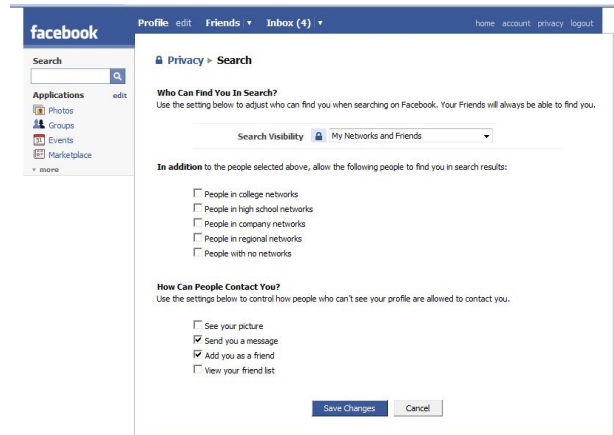 facebook
Profile edit Friends Inbox (4)
home account privacy logout
Search
Applications edit
Photos
Groups
31 Events
Marketplace
more
Privacy Search
Who Can Find You In Search?
Use the setting below to adjust who can find you when searching on Facebook. Your Friends will always be able to find you.
Search Visibility My Networks and Friends
In addition to the people selected above, allow the following people to find you in search results:
People in college networks
People in high school networks
People in company networks
People in regional networks
People with no networks
How Can People Contact You?
Use the settings below to control how people who can't see your profile are allowed to contact you.
See your picture
Send you a message
Add you as a friend
View your friend list
Save Changes Cancel